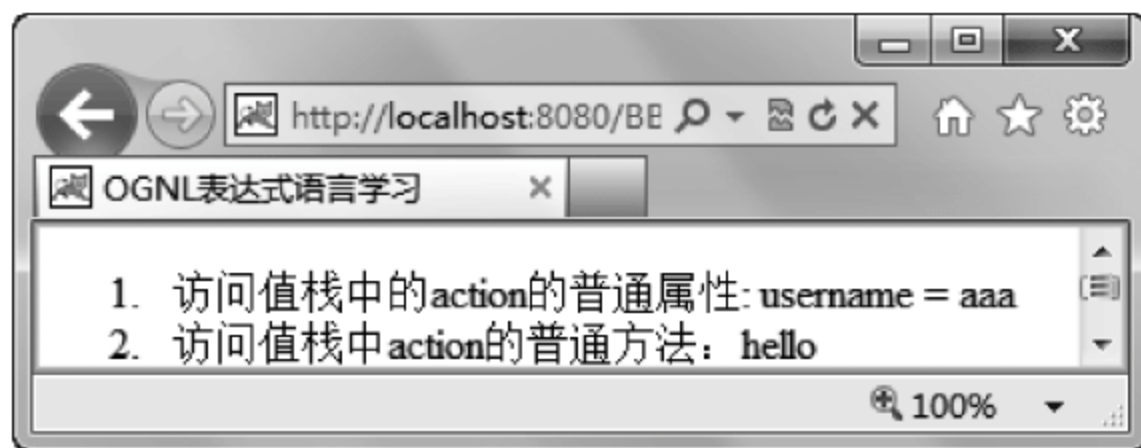 http://localhost:8080/BE
OGNL表达式语言学习
1. 访问值栈中的action的普通属性: username = aaa
2. 访问值栈中action的普通方法：hello
100%